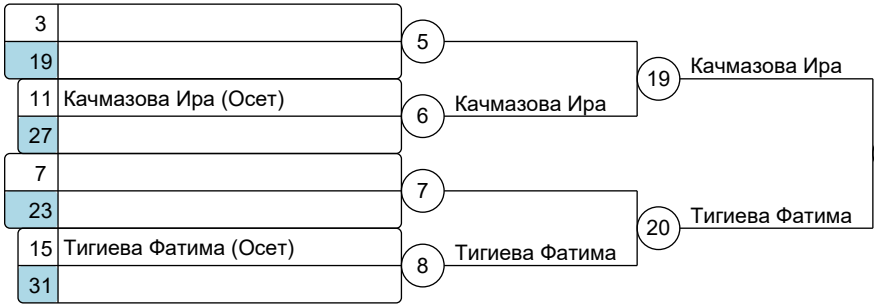 3
5
19
11 Качмазова Ира (Осет)
6 Качмазова Ира
27
19 Качмазова Ира
7
7
23
15 Тигиева Фатима (Осет)
8 Тигиева Фатима
31
20 Тигиева Фатима